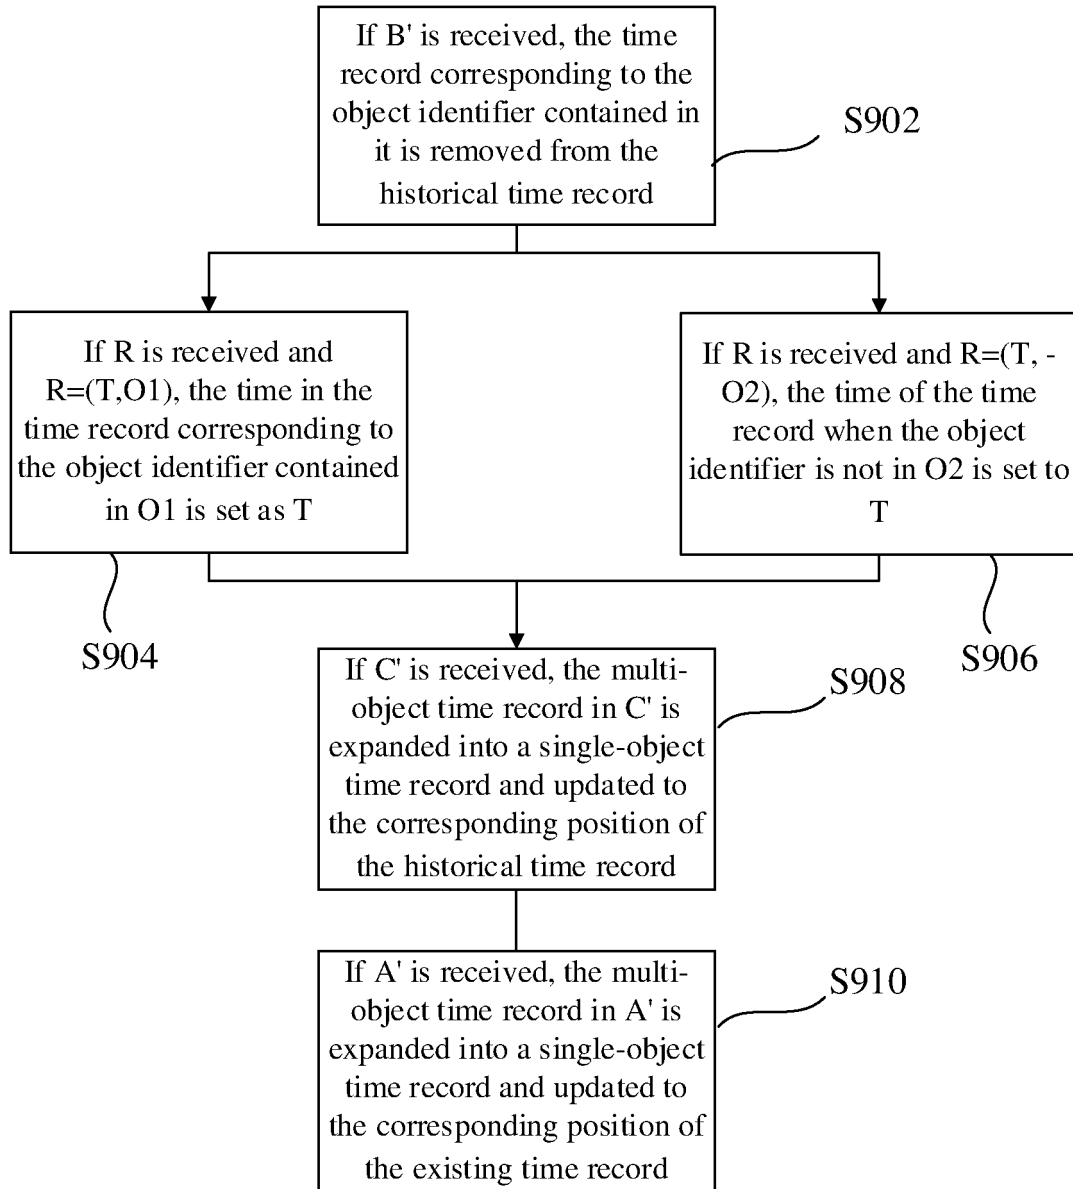 If B' is received, the time
record corresponding to the
object identifier contained in
it is removed from the
historical time record
S902
If R is received and
R=(T,O1), the time in the
time record corresponding to
the object identifier contained
in O1 is set as T
S904
If R is received and R=(T, -
O2), the time of the time
record when the object
identifier is not in O2 is set to
T
S906
If C' is received, the multi-
object time record in C' is
expanded into a single-object
time record and updated to
the corresponding position of
the historical time record
S908
If A' is received, the multi-
object time record in A' is
expanded into a single-object
time record and updated to
the corresponding position of
the existing time record
S910